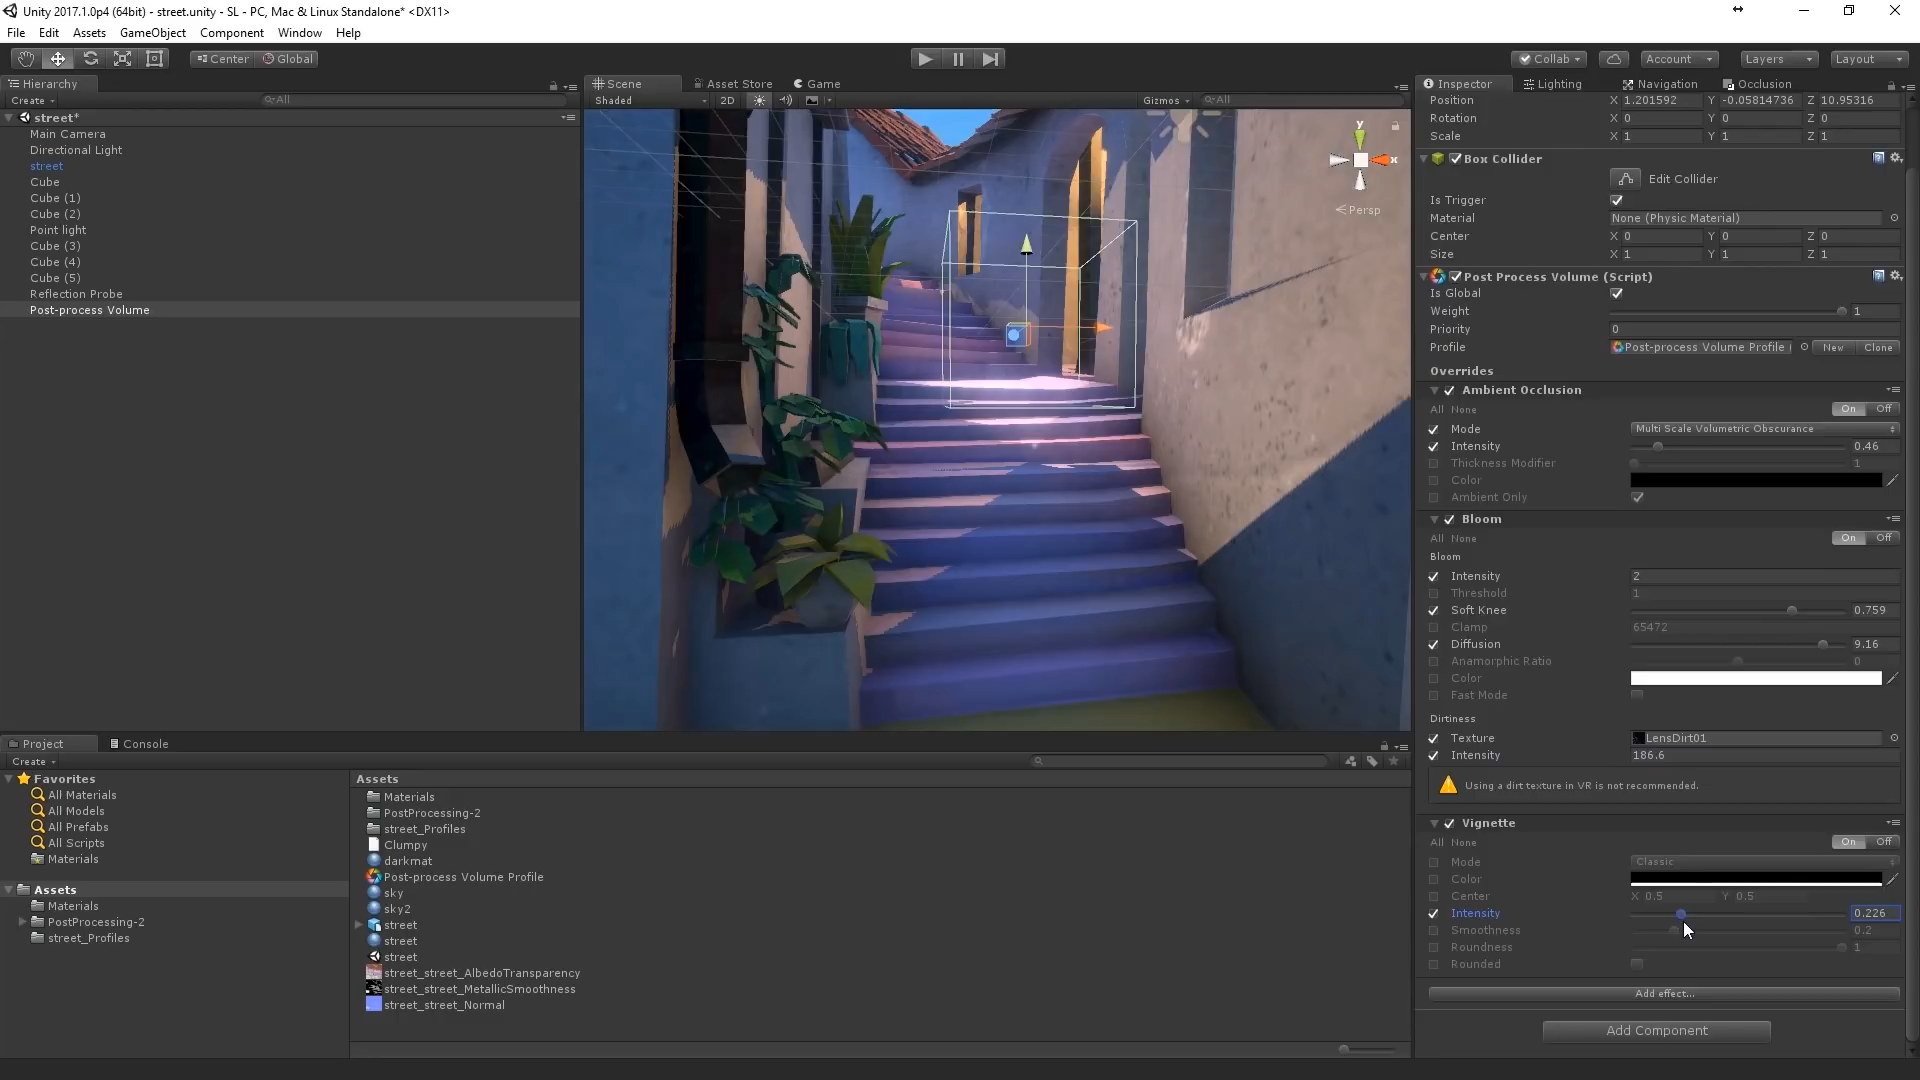 Unity 2017.1.0p4 (64bit) - street.unity - SL - PC, Mac & Linux Standalone* <DX11>
File Edit Assets GameObject Component Window Help
Center Global Collab Account Layers Layout
Hierarchy
Create All
street*
Main Camera
Directional Light
street
Cube
Cube (1)
Cube (2)
Point light
Cube (3)
Cube (4)
Cube (5)
Reflection Probe
Post-process Volume
Scene Asset Store Game
Shaded 2D Gizmos All
y
x
Persp
Inspector Lighting Navigation Occlusion
Position X 1.201592 Y -0.05814736 Z 10.95316
Rotation X 0 Y 0 Z 0
Scale X 1 Y 1 Z 1
Box Collider
Edit Collider
Is Trigger
Material None (Physic Material)
Center X 0 Y 0 Z 0
Size X 1 Y 1 Z 1
Post Process Volume (Script)
Is Global
Weight 1
Priority 0
Profile Post-process Volume Profile New Clone
Overrides
Ambient Occlusion
All None On Off
Mode Multi Scale Volumetric Obscurance
Intensity 0.46
Thickness Modifier 1
Color
Ambient Only
Bloom
All None On Off
Bloom
Intensity 2
Threshold 1
Soft Knee 0.759
Clamp 65472
Diffusion 9.16
Anamorphic Ratio 0
Color
Fast Mode
Dirtiness
Texture LensDirt01
Intensity 186.6
Using a dirt texture in VR is not recommended.
Vignette
All None On Off
Mode Classic
Color
Center X 0.5 Y 0.5
Intensity 0.226
Smoothness 0.2
Roundness 1
Rounded
Add effect...
Add Component
Project Console
Create
Favorites
All Materials
All Models
All Prefabs
All Scripts
Materials
Assets
Materials
PostProcessing-2
street_Profiles
Assets
Materials
PostProcessing-2
street_Profiles
Clumpy
darkmat
Post-process Volume Profile
sky
sky2
street
street
street
street_street_AlbedoTransparency
street_street_MetallicSmoothness
street_street_Normal